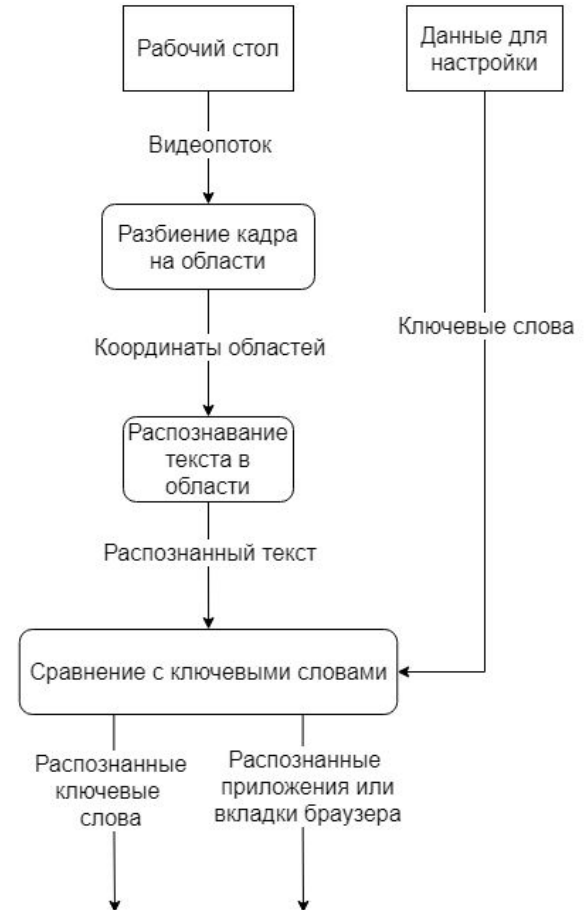 Рабочий стол
Данные для
настройки
Видеопоток
Разбиение кадра
на области
Ключевые слова
Координаты областей
Распознавание
текста в
области
Распознанный текст
Сравнение с ключевыми словами
Распознанные
ключевые
слова
Распознанные
приложения или
вкладки браузера